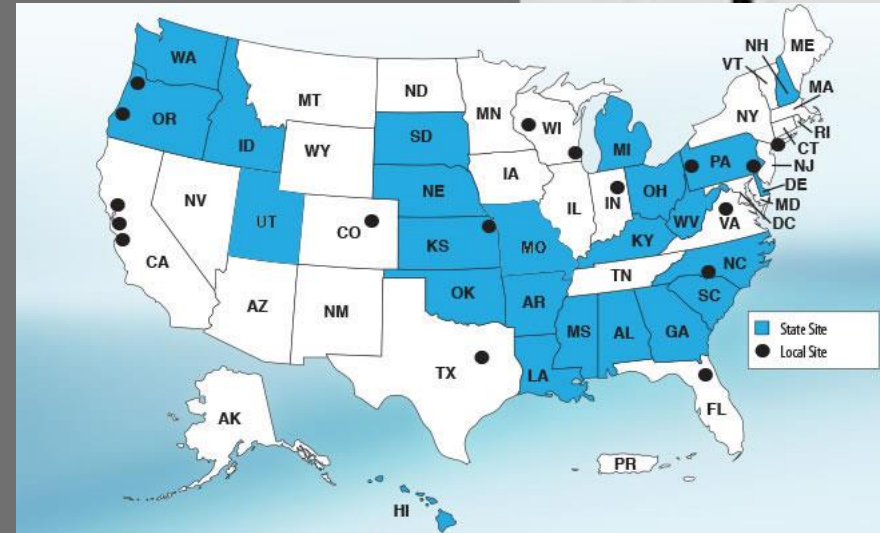 NH
ME
VT
WA
MA
MT
ND
MN
NY
OR
WI
RI
SD
MI
CT
ID
WY
PA
NJ
IA
NE
OH
DE
NV
IL
IN
MD
WV
VA
DC
UT
CO
KS
MO
KY
CA
NC
TN
OK
SC
AZ
NM
AR
MS
AL
GA
State Site
Local Site
TX
LA
FL
AK
PR
HI